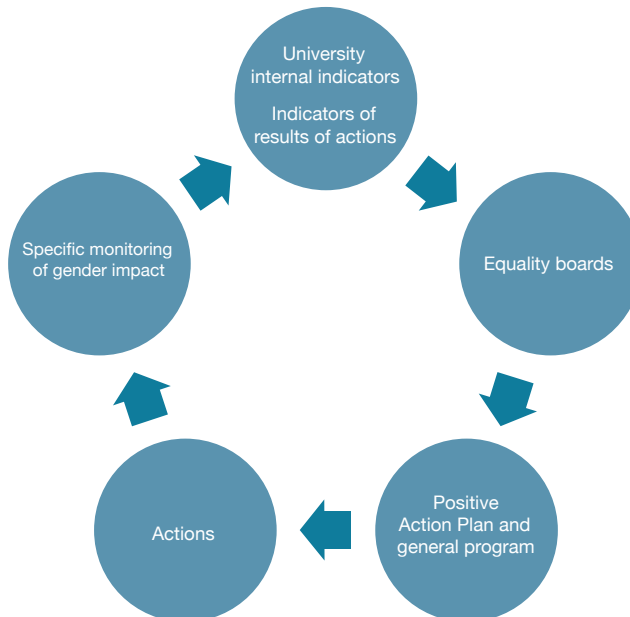 University
internal indicators
Indicators of
results of actions
Equality boards
Positive
Action Plan and
general program
Actions
Specific monitoring
of gender impact